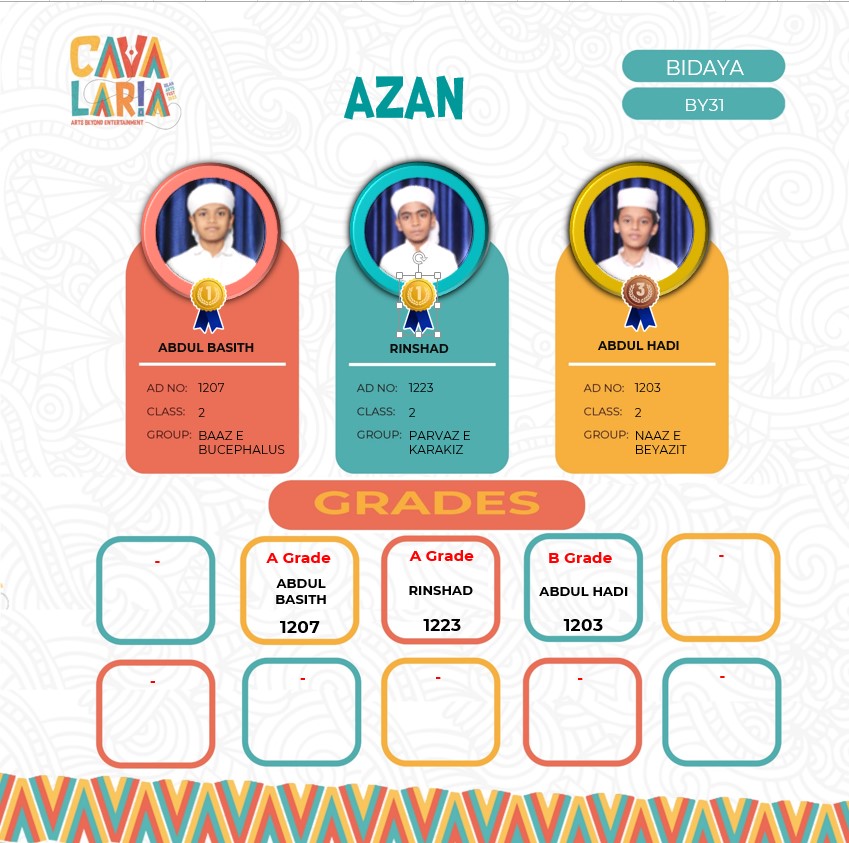 CAVA
LARIA
ARTS BEYOND ENTERTAINMENT
AZAN
BIDAYA
BY31
1
1
3
ABDUL BASITH
AD NO: 1207
CLASS: 2
GROUP: BAAZ E
BUCEPHALUS
RINSHAD
AD NO: 1223
CLASS: 2
GROUP: PARVAZ E
KARAKIZ
ABDUL HADI
AD NO: 1203
CLASS: 2
GROUP: NAAZ E
BEYAZIT
GRADES
-
A Grade
ABDUL
BASITH
1207
A Grade
RINSHAD
1223
B Grade
ABDUL HADI
1203
-
-
-
-
-
-